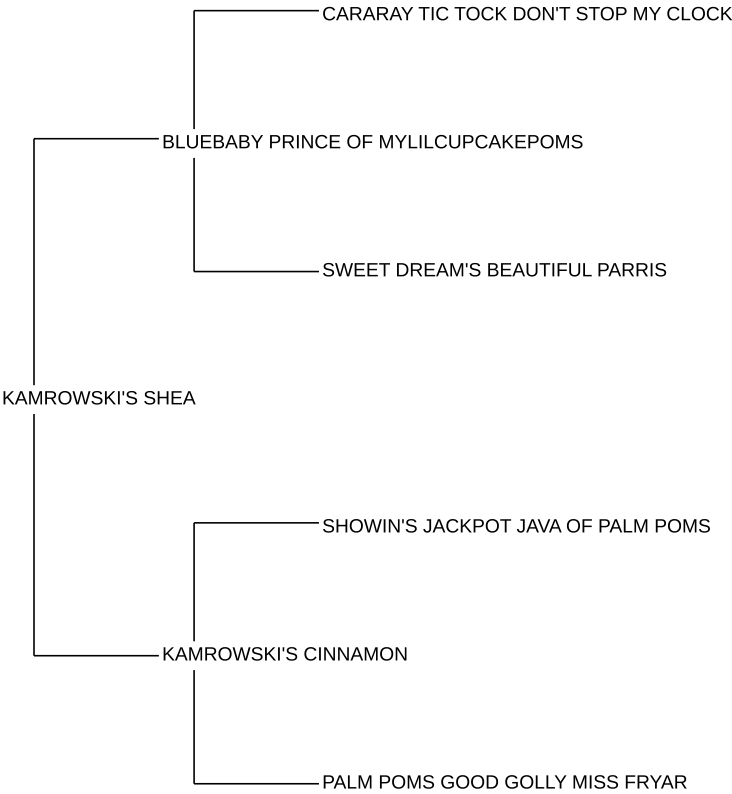 CARARAY TIC TOCK DON'T STOP MY CLOCK
BLUEBABY PRINCE OF MYLILCUPCAKEPOMS
SWEET DREAM'S BEAUTIFUL PARRIS
KAMROWSKI'S SHEA
SHOWIN'S JACKPOT JAVA OF PALM POMS
KAMROWSKI'S CINNAMON
PALM POMS GOOD GOLLY MISS FRYAR